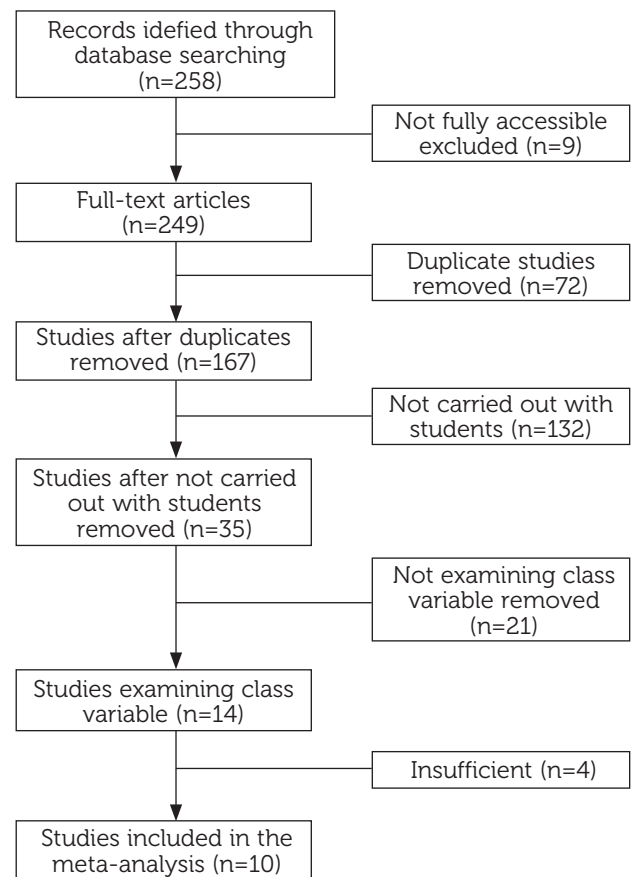 Records idefied through
database searching
(n=258)
Not fully accessible
excluded (n=9)
Full-text articles
(n=249)
Duplicate studies
removed (n=72)
Studies after duplicates
removed (n=167)
Not carried out with
students (n=132)
Studies after not carried
out with students
removed (n=35)
Not examining class
variable removed
(n=21)
Studies examining class
variable (n=14)
Insufficient (n=4)
Studies included in the
meta-analysis (n=10)